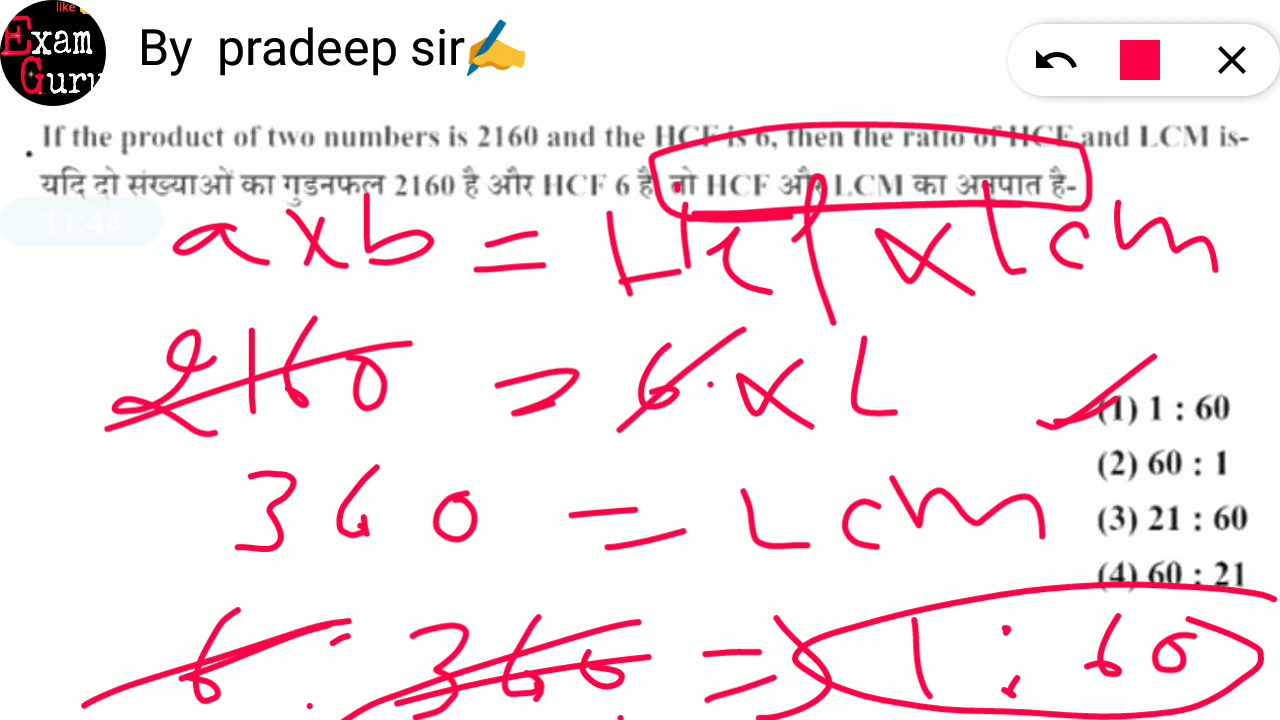 like
Exam
Guru
By pradeep sir✍️
If the product of two numbers is 2160 and the HCF is 6, then the ratio of HCF and LCM is-
यदि दो संख्याओं का गुडनफल 2160 है और HCF 6 है, तो HCF और LCM का अनुपात है-
11:43
a x b = Hcf x Lcm
2160 = 6 x L
360 = Lcm
6 : 360 = 1 : 60
(1) 1 : 60
(2) 60 : 1
(3) 21 : 60
(4) 60 : 21